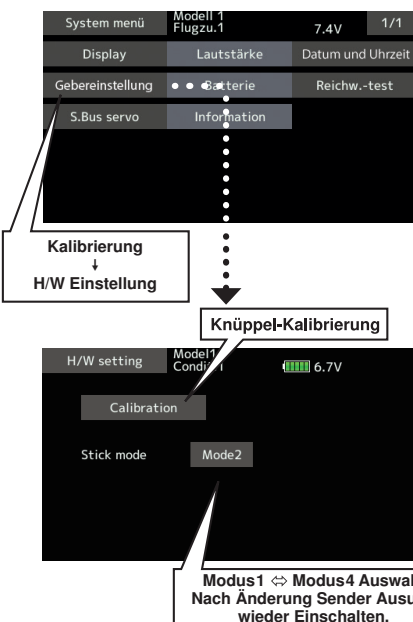 System menü
Modell 1
Flugzu.1
7.4V
1/1
Display
Lautstärke
Datum und Uhrzeit
Gebereinstellung
Batterie
Reichw.-test
S.Bus servo
Information
Kalibrierung
↓
H/W Einstellung
Knüppel-Kalibrierung
H/W setting
Model1
6.7V
Calibration
Stick mode
Mode2
Modus1 ⇔ Modus4
Nach Änderung Sender
wieder Einschalten.